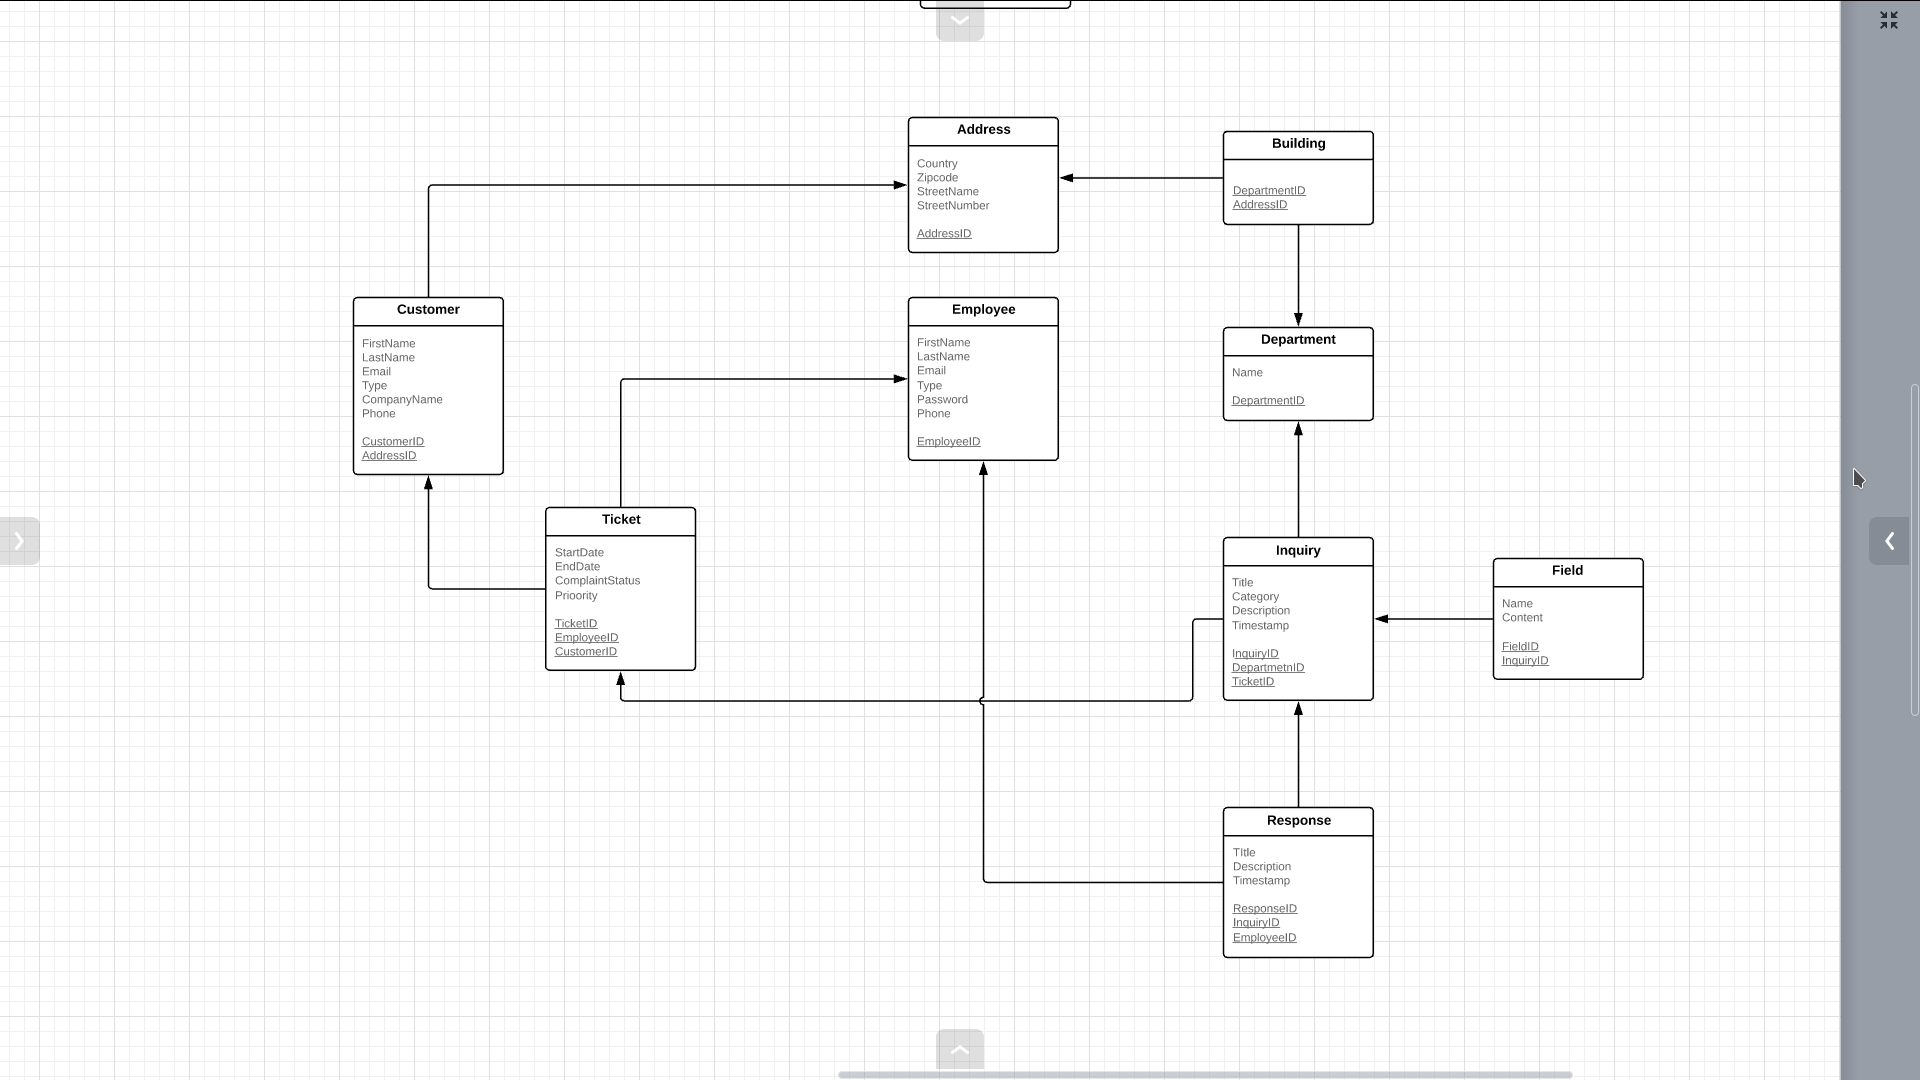 Address
Country
Zipcode
StreetName
StreetNumber
AddressID
Building
DepartmentID
AddressID
Customer
FirstName
LastName
Email
Type
CompanyName
Phone
CustomerID
AddressID
Employee
FirstName
LastName
Email
Type
Password
Phone
EmployeeID
Department
Name
DepartmentID
Ticket
StartDate
EndDate
ComplaintStatus
Prioority
TicketID
EmployeeID
CustomerID
Inquiry
Title
Category
Description
Timestamp
InquiryID
DepartmetnID
TicketID
Field
Name
Content
FieldID
InquiryID
Response
TItle
Description
Timestamp
ResponseID
InquiryID
EmployeeID